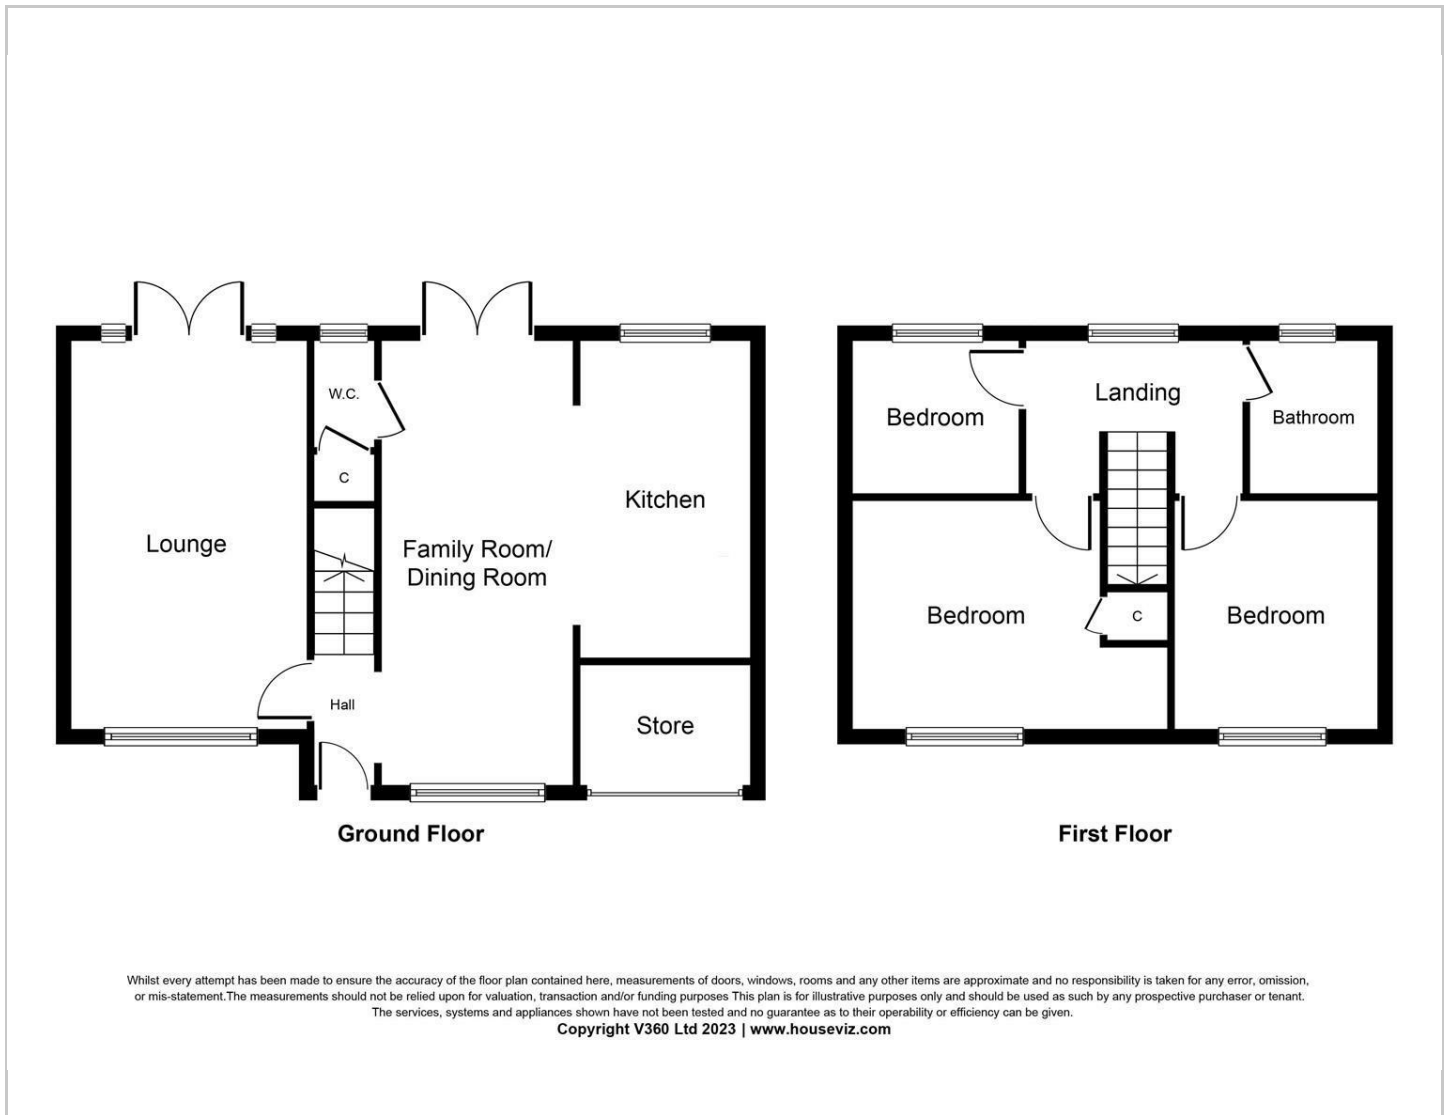 W.C.
C
Lounge
Kitchen
Family Room/
Dining Room
Hall
Store
Ground Floor
Landing
Bedroom
Bathroom
Bedroom
C
Bedroom
First Floor
Whilst every attempt has been made to ensure the accuracy of the floor plan contained here, measurements of doors, windows, rooms and any other items are approximate and no responsibility is taken for any error, omission,
or mis-statement.The measurements should not be relied upon for valuation, transaction and/or funding purposes This plan is for illustrative purposes only and should be used as such by any prospective purchaser or tenant.
The services, systems and appliances shown have not been tested and no guarantee as to their operability or efficiency can be given.
Copyright V360 Ltd 2023 | www.houseviz.com